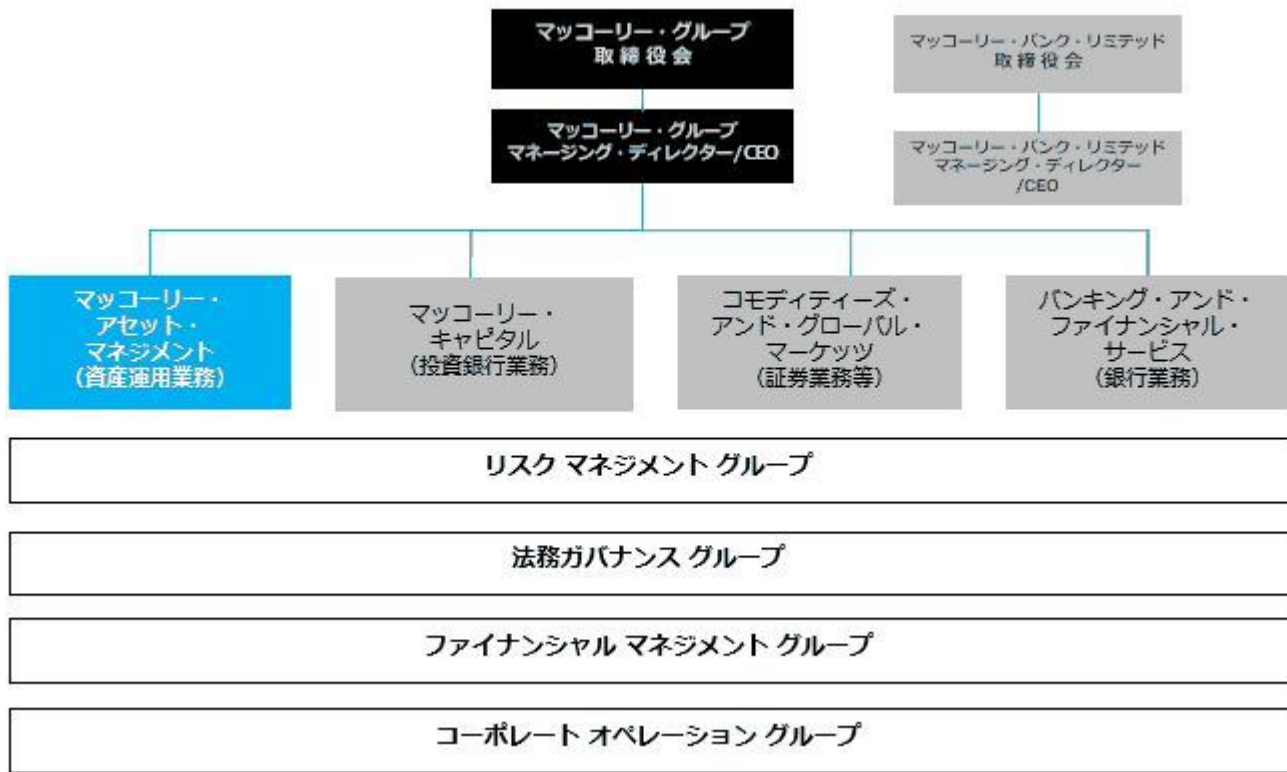 マッコーリー・グループ
取締役会
マッコーリー・バンク・リミテッド
取締役会
マッコーリー・グループ
マネージング・ディレクター/CEO
マッコーリー・バンク・リミテッド
マネージング・ディレクター
/CEO
マッコーリー・
アセット・
マネジメント
(資産運用業務)
マッコーリー・
キャピタル
(投資銀行業務)
コモディティーズ・
アンド・グローバル・
マーケッツ
(証券業務等)
バンキング・アンド・
ファイナンシャル・
サービス
(銀行業務)
リスク マネジメント グループ
法務ガバナンス グループ
ファイナンシャル マネジメント グループ
コーポレート オペレーション グループ